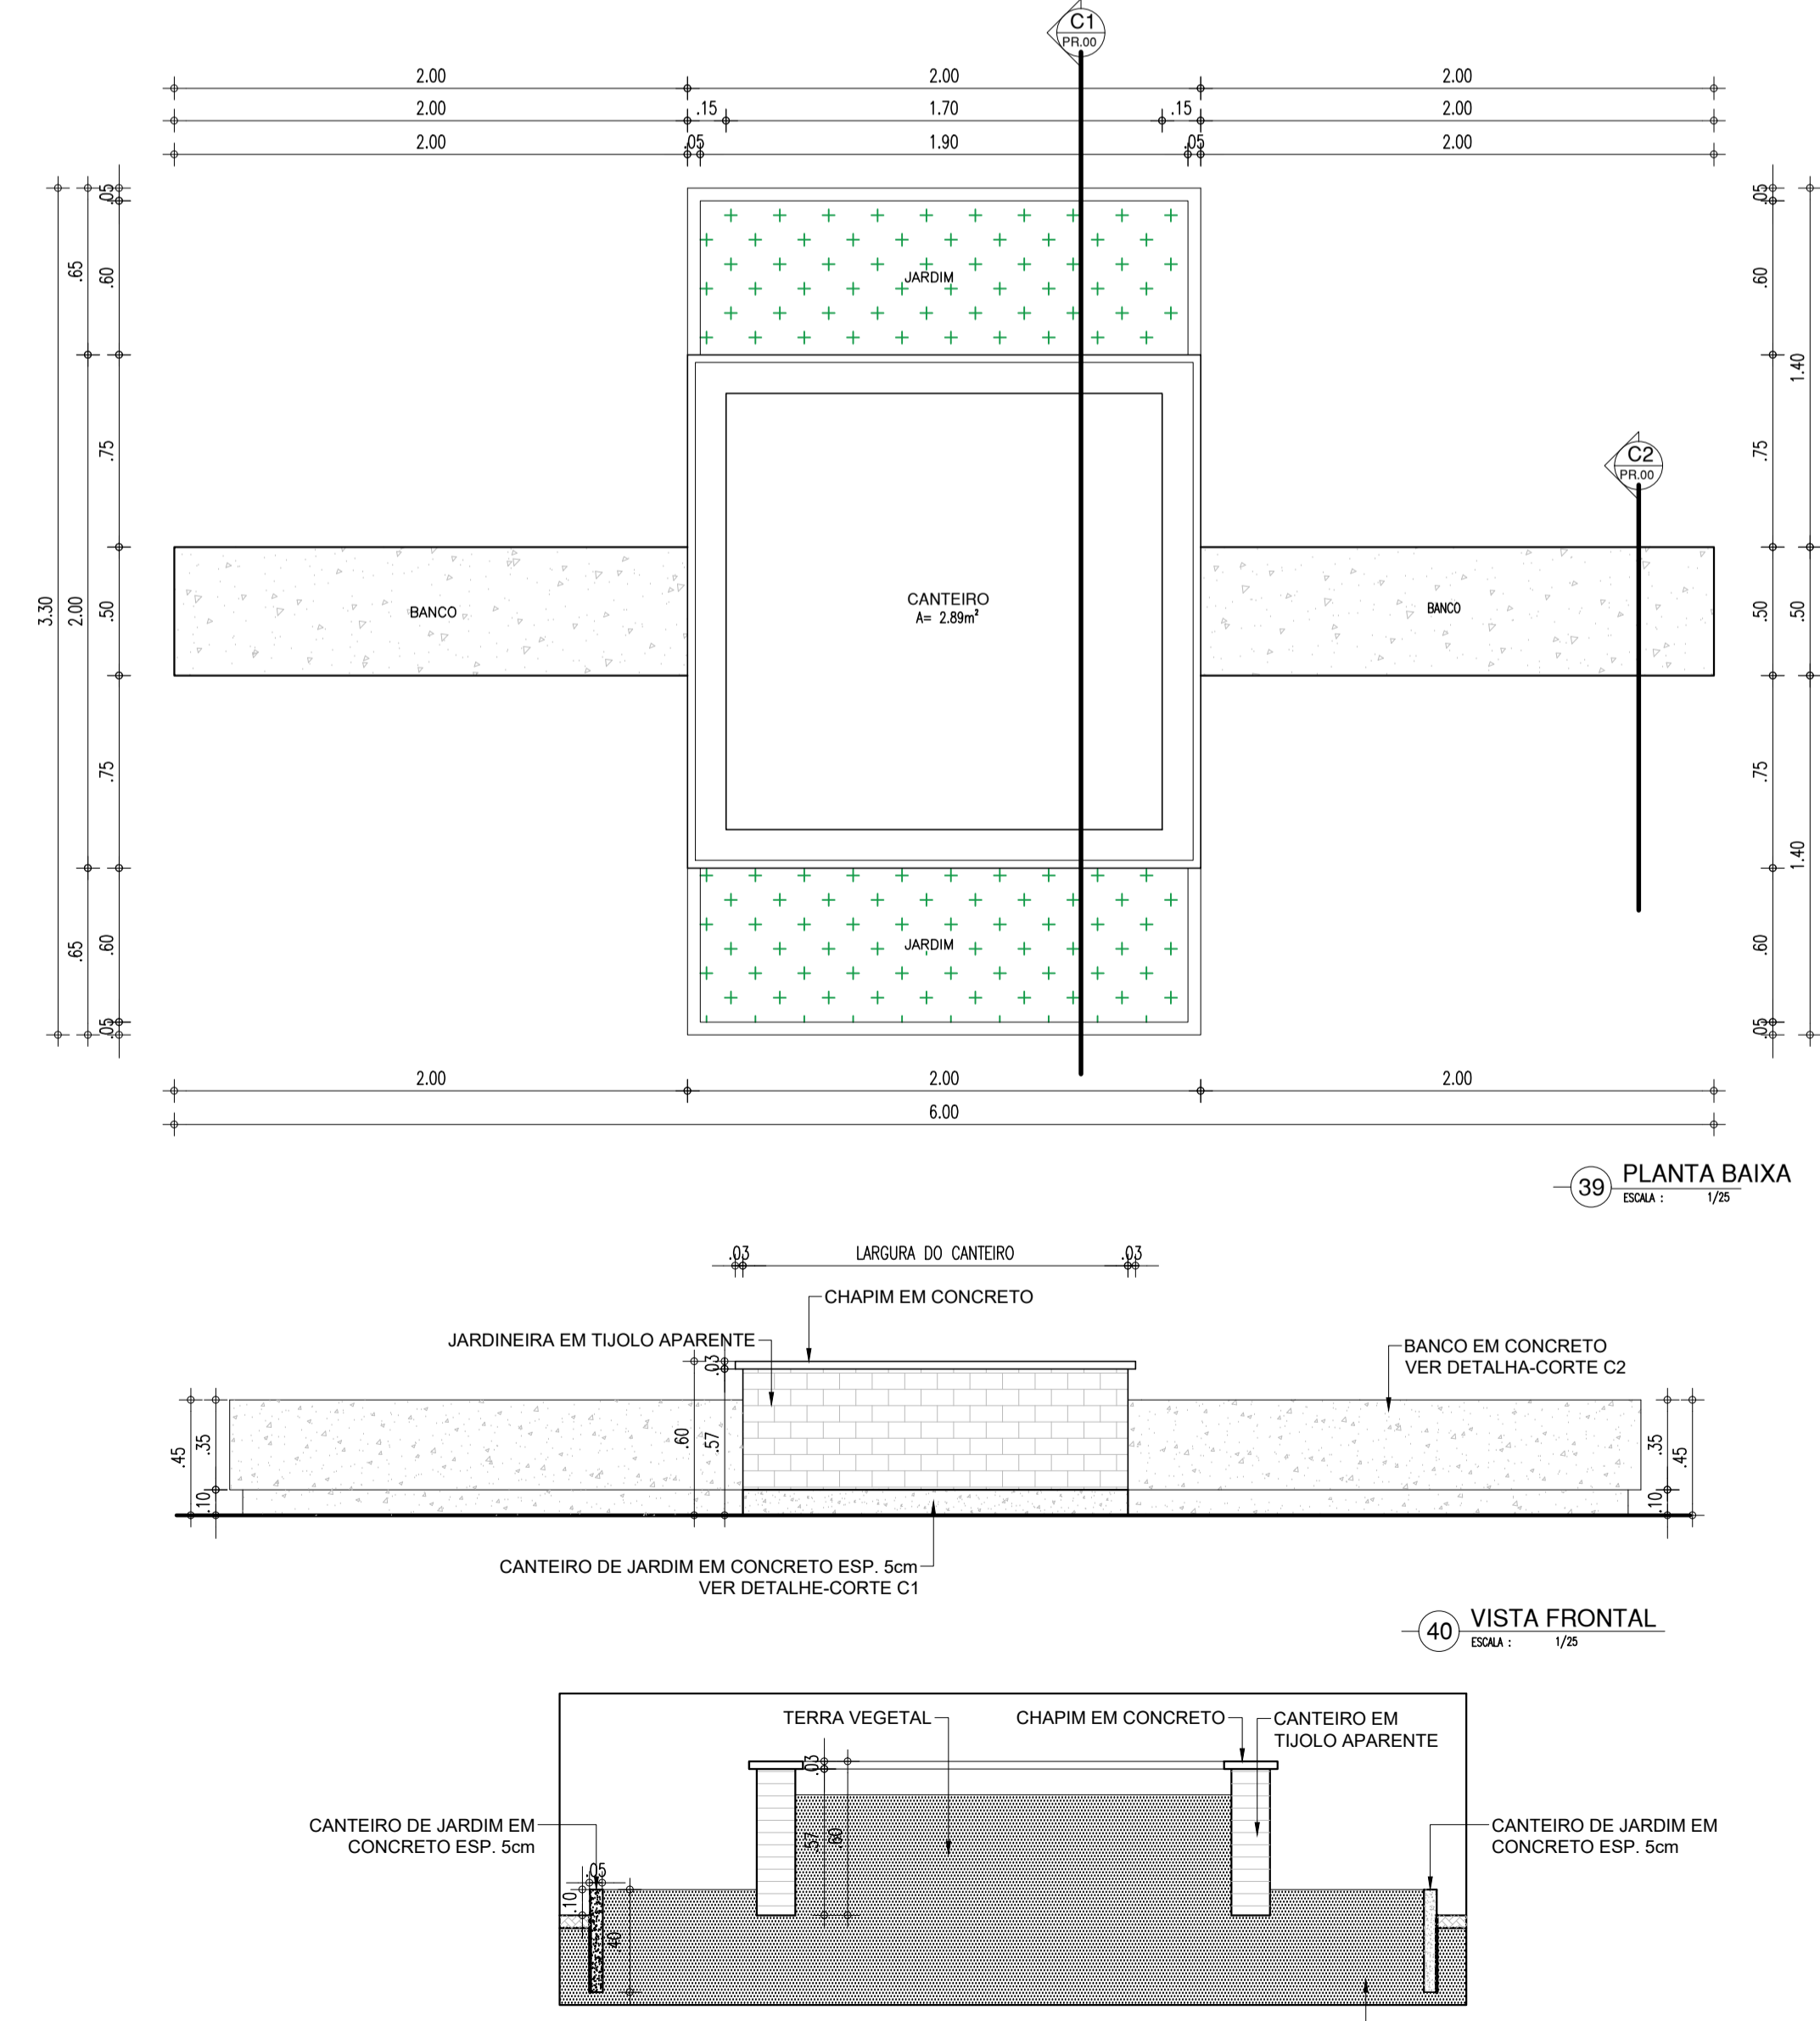 C1
PR.00
2.00 2.00 2.00
2.00 .15 1.70 .15 2.00
2.00 .05 1.90 .05 2.00
.05 .05
.65 .60 JARDIM .60
1.40
.75 .75
C2
PR.00
3.30 2.00 .50 BANCO CANTEIRO BANCO .50 .50
A= 2.89m²
.75 .75
1.40
.65 .60 JARDIM .60
.05 .05
2.00 2.00 2.00
6.00
39 PLANTA BAIXA
ESCALA : 1/25
.03 LARGURA DO CANTEIRO .03
CHAPIM EM CONCRETO
JARDINEIRA EM TIJOLO APARENTE
BANCO EM CONCRETO
VER DETALHA-CORTE C2
.03
.45 .35 .60 .57 .35 .45
.10 .10
CANTEIRO DE JARDIM EM CONCRETO ESP. 5cm
VER DETALHE-CORTE C1
40 VISTA FRONTAL
ESCALA : 1/25
TERRA VEGETAL
CHAPIM EM CONCRETO
CANTEIRO EM
TIJOLO APARENTE
.03
CANTEIRO DE JARDIM EM
CONCRETO ESP. 5cm
.57 .60
CANTEIRO DE JARDIM EM
CONCRETO ESP. 5cm
.05
.10
.40